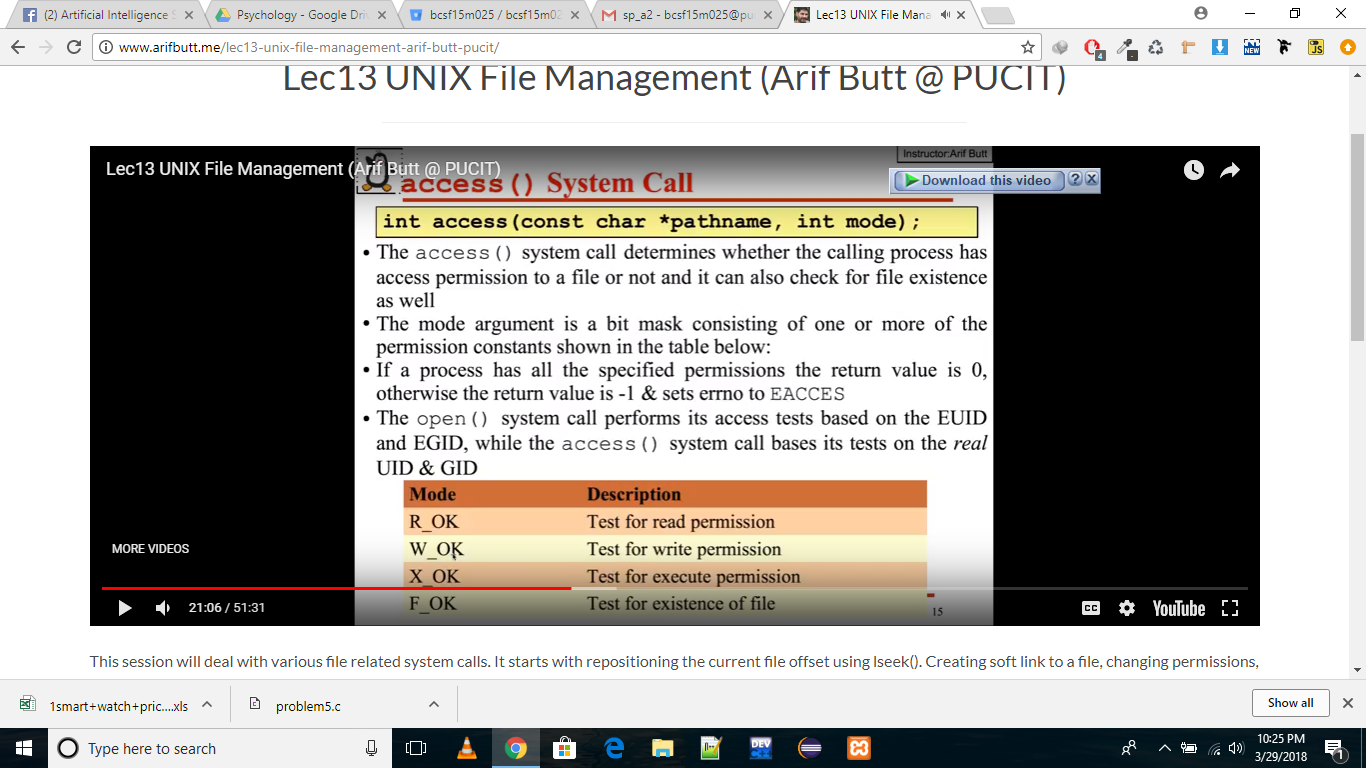 (2) Artificial Intelligence S
Psychology - Google Dri
bcsf15m025 / bcsf15m02
sp_a2 - bcsf15m025@pu
Lec13 UNIX File Mana
www.arifbutt.me/lec13-unix-file-management-arif-butt-pucit/
4
NEW
JS
Lec13 UNIX File Management (Arif Butt @ PUCIT)
Lec13 UNIX File Management (Arif Butt @ PUCIT)
Instructor:Arif Butt
access() System Call
Download this video
int access(const char *pathname, int mode);
• The access() system call determines whether the calling process has
access permission to a file or not and it can also check for file existence
as well
• The mode argument is a bit mask consisting of one or more of the
permission constants shown in the table below:
• If a process has all the specified permissions the return value is 0,
otherwise the return value is -1 & sets errno to EACCES
• The open() system call performs its access tests based on the EUID
and EGID, while the access() system call bases its tests on the real
UID & GID
Mode Description
R_OK Test for read permission
W_OK Test for write permission
X_OK Test for execute permission
F_OK Test for existence of file
15
MORE VIDEOS
21:06 / 51:31
CC
YouTube
This session will deal with various file related system calls. It starts with repositioning the current file offset using lseek(). Creating soft link to a file, changing permissions,
1smart+watch+pric....xls
problem5.c
Show all
Type here to search
DEV
10:25 PM
3/29/2018
1